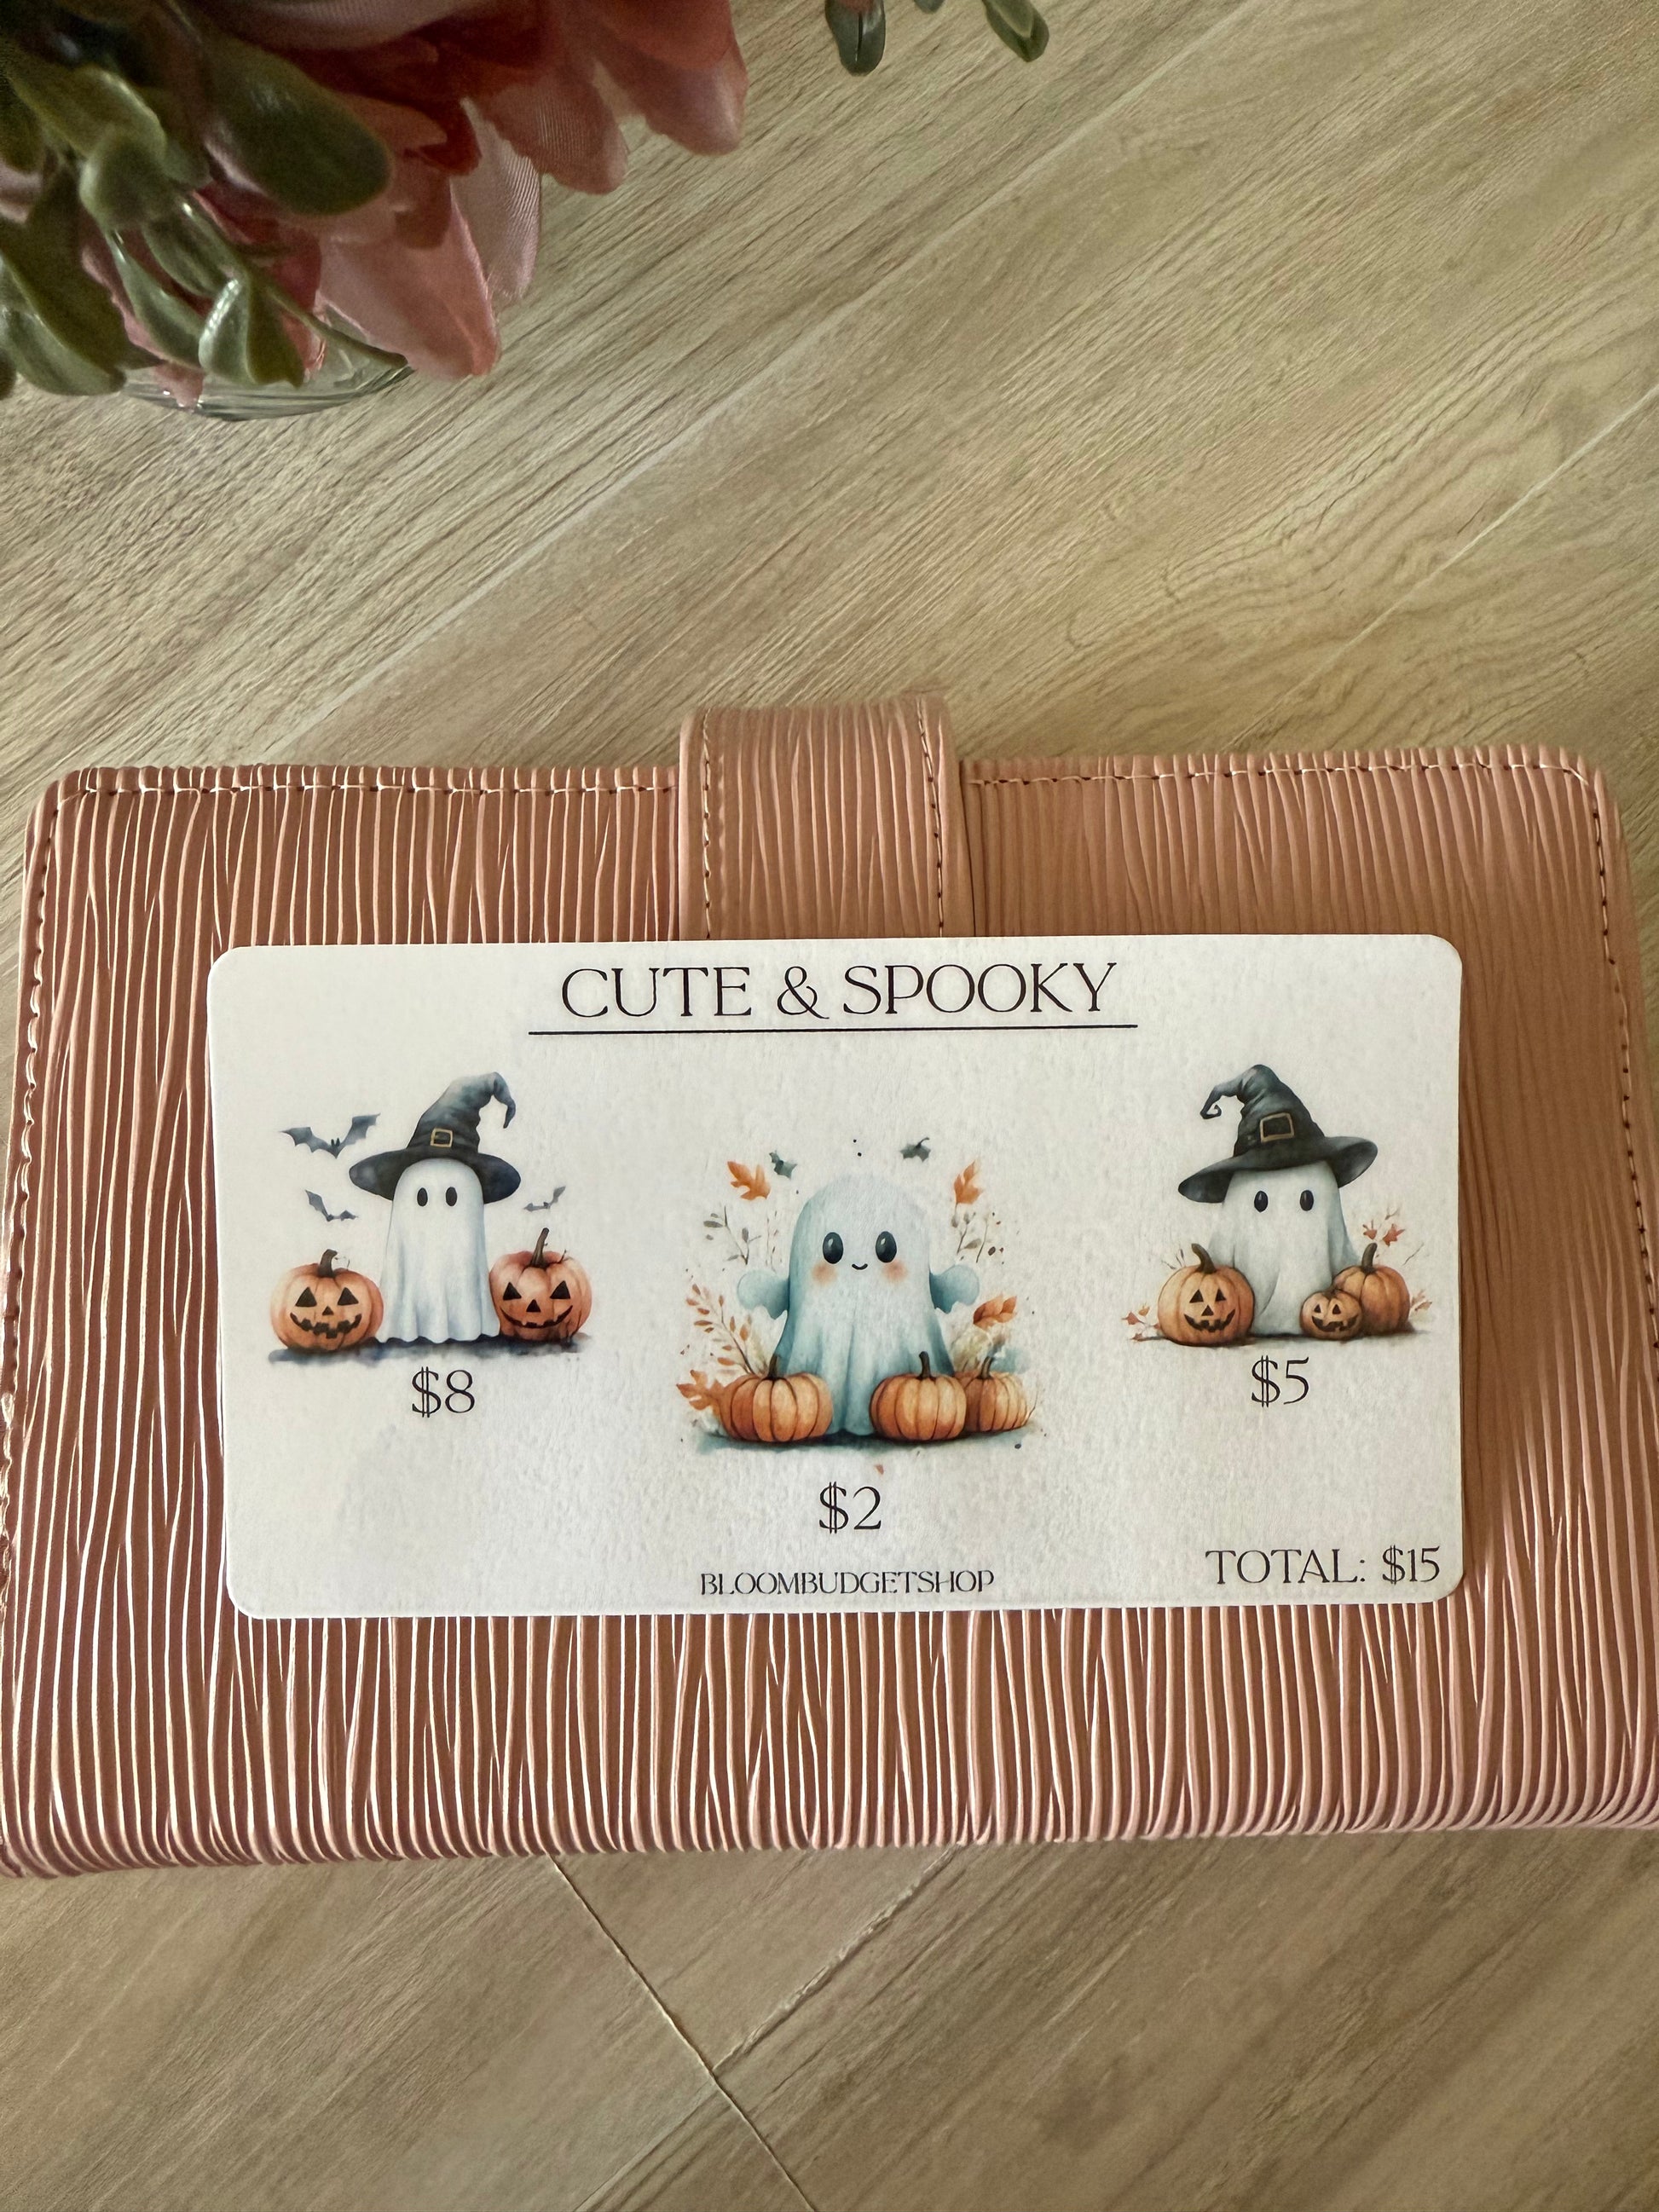 CUTE & SPOOKY
$8
$2
$5
BLOOMBUDGETSHOP
TOTAL: $15